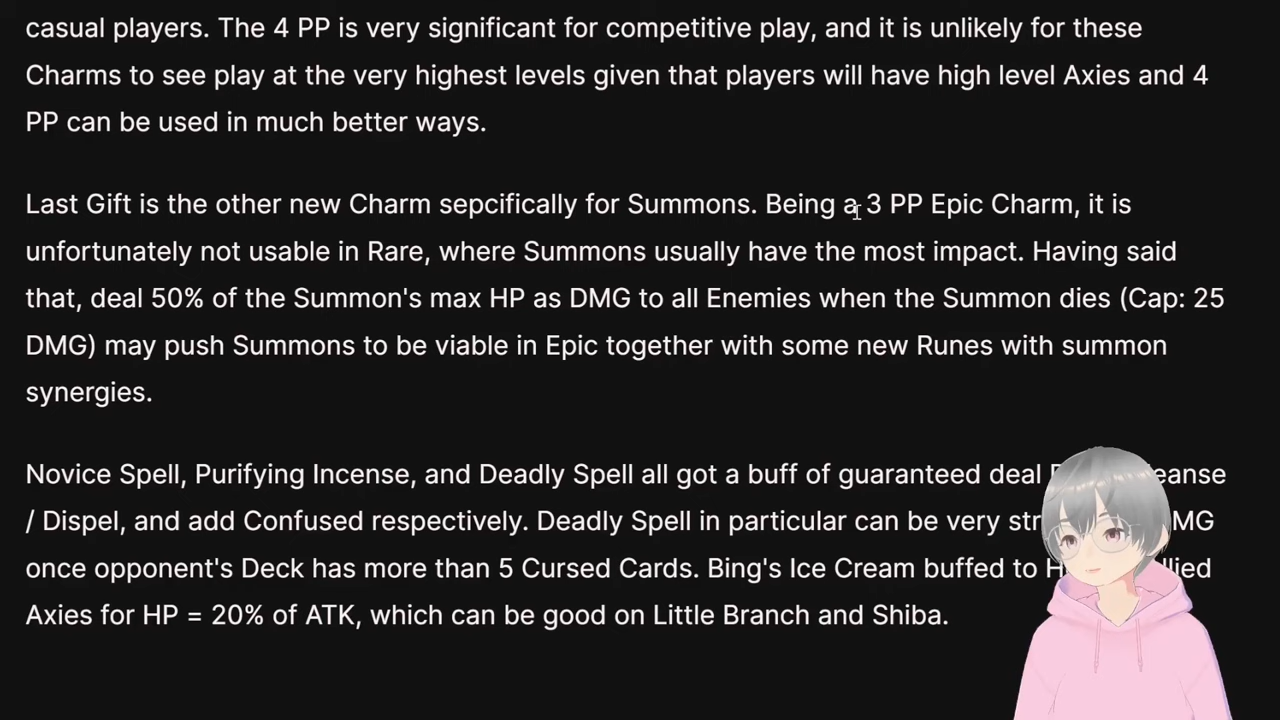 casual players. The 4 PP is very significant for competitive play, and it is unlikely for these
Charms to see play at the very highest levels given that players will have high level Axies and 4
PP can be used in much better ways.
Last Gift is the other new Charm sepcifically for Summons. Being a 3 PP Epic Charm, it is
unfortunately not usable in Rare, where Summons usually have the most impact. Having said
that, deal 50% of the Summon's max HP as DMG to all Enemies when the Summon dies (Cap: 25
DMG) may push Summons to be viable in Epic together with some new Runes with summon
synergies.
Novice Spell, Purifying Incense, and Deadly Spell all got a buff of guaranteed deal
/ Dispel, and add Confused respectively. Deadly Spell in particular can be very
once opponent's Deck has more than 5 Cursed Cards. Bing's Ice Cream buffed to
Axies for HP = 20% of ATK, which can be good on Little Branch and Shiba.